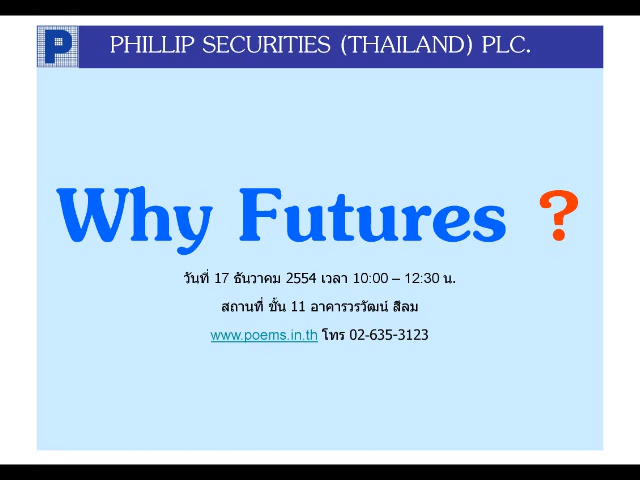 P
PHILLIP SECURITIES (THAILAND) PLC.
Why Futures ?
วันที่ 17 ธันวาคม 2554 เวลา 10:00 – 12:30 น.
สถานที่ ชั้น 11 อาคารวรวัฒน์ สีลม
www.poems.in.th โทร 02-635-3123